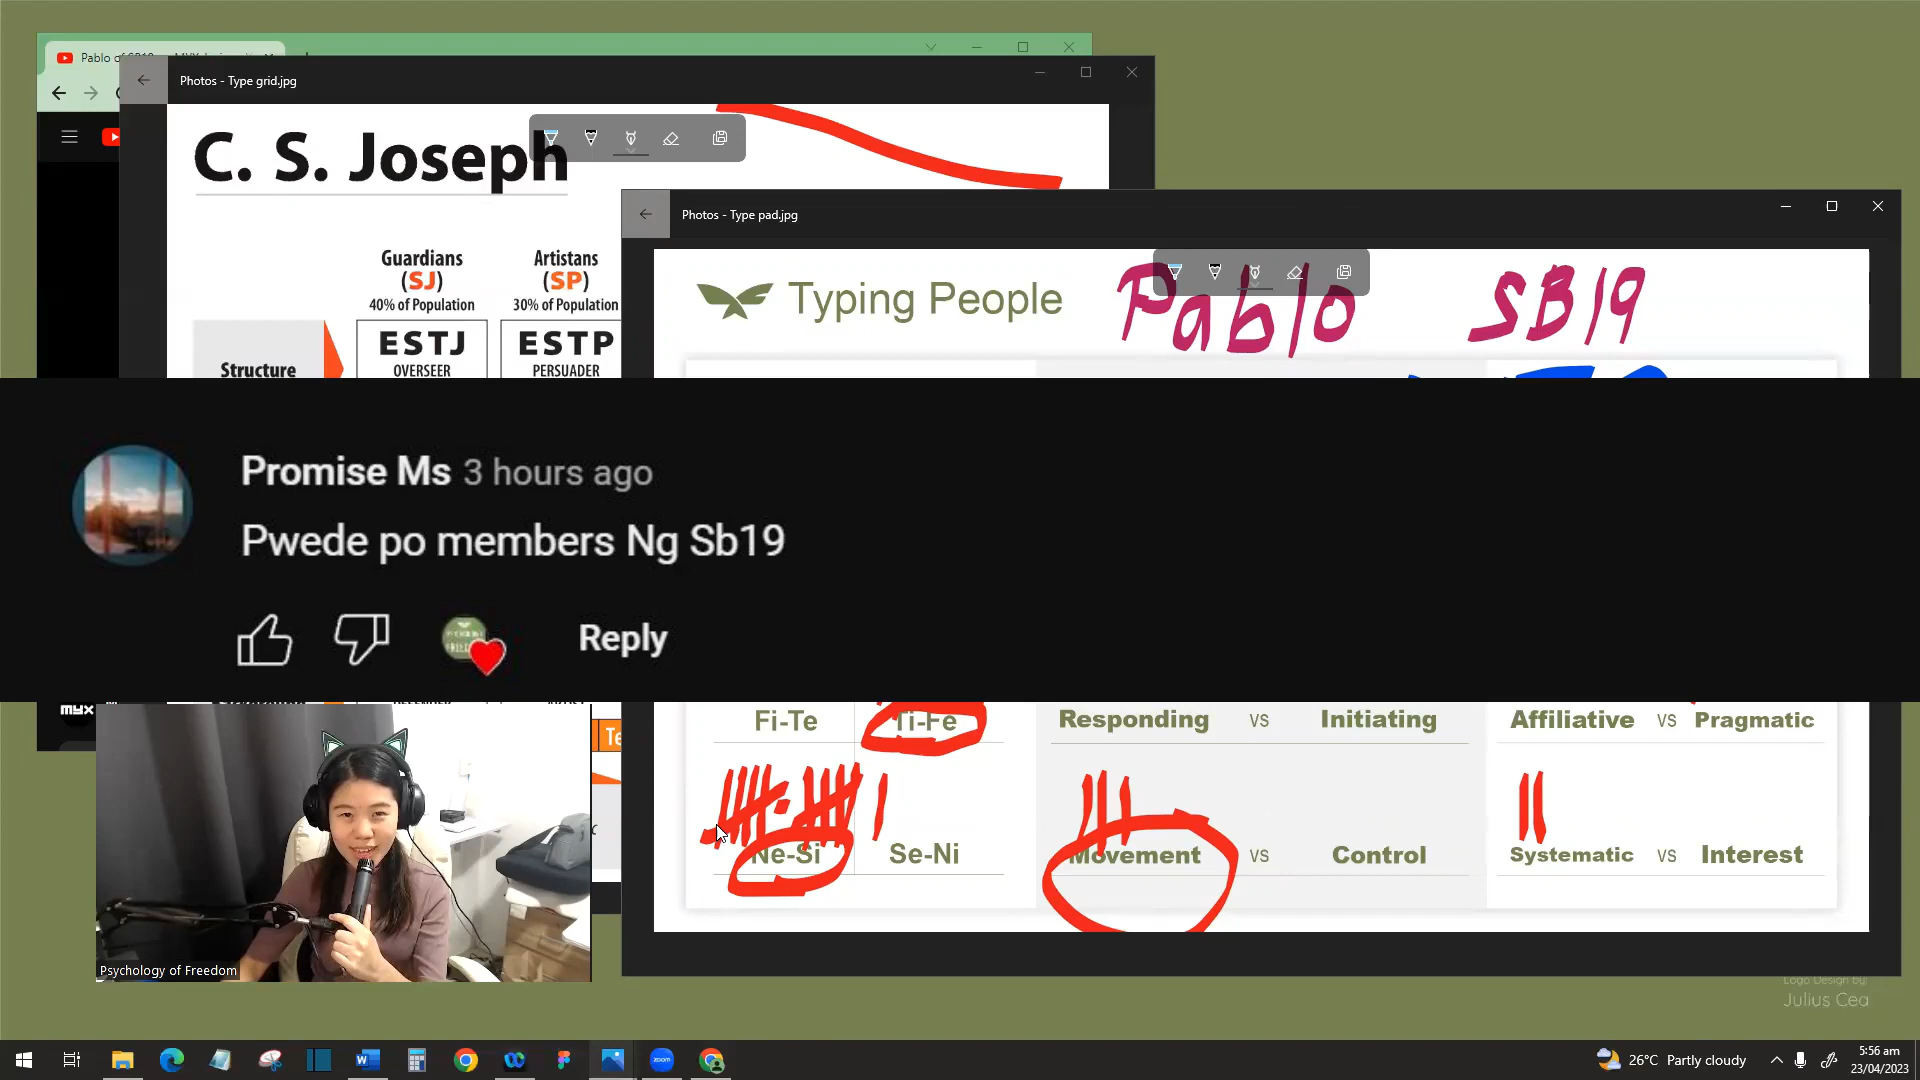 Pablo of SB19
Photos - Type grid.jpg
C. S. Joseph
Photos - Type pad.jpg
Guardians
(SJ)
40% of Population
Artistans
(SP)
30% of Population
Typing People
Pablo SB19
Structure
ESTJ
OVERSEER
ESTP
PERSUADER
Promise Ms 3 hours ago
Pwede po members Ng Sb19
Reply
myx
Te
Fi-Te
Ti-Fe
Responding VS Initiating
Affiliative VS Pragmatic
Ne-Si
Se-Ni
Movement VS Control
Systematic VS Interest
Psychology of Freedom
Logo Design by:
Julius Cea
zoom
26°C Partly cloudy
5:56 am
23/04/2023